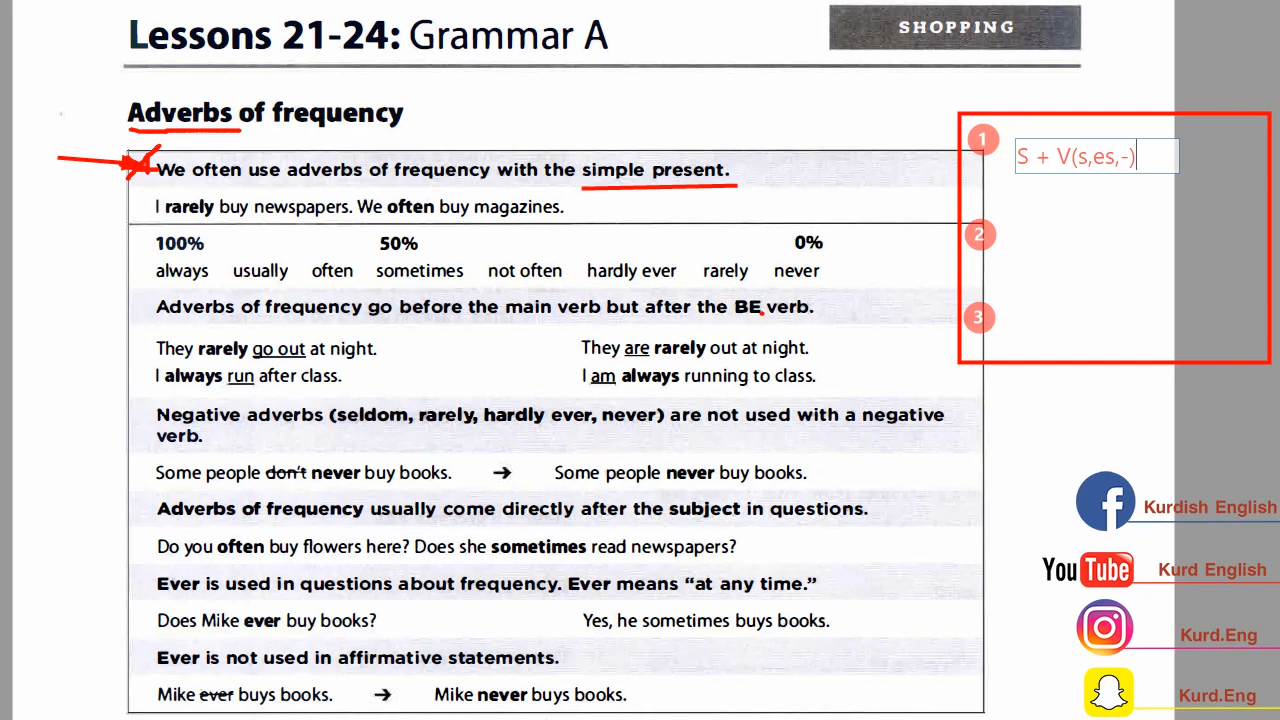 Lessons 21-24: Grammar A
SHOPPING
Adverbs of frequency
We often use adverbs of frequency with the simple present.
I rarely buy newspapers. We often buy magazines.
100% 50% 0%
always usually often sometimes not often hardly ever rarely never
Adverbs of frequency go before the main verb but after the BE verb.
They rarely go out at night. They are rarely out at night.
I always run after class. I am always running to class.
Negative adverbs (seldom, rarely, hardly ever, never) are not used with a negative
verb.
Some people don't never buy books. → Some people never buy books.
Adverbs of frequency usually come directly after the subject in questions.
Do you often buy flowers here? Does she sometimes read newspapers?
Ever is used in questions about frequency. Ever means “at any time.”
Does Mike ever buy books? Yes, he sometimes buys books.
Ever is not used in affirmative statements.
Mike ever buys books. → Mike never buys books.
1 S + V(s,es,-)
2
3
Kurdish English
YouTube Kurd English
Kurd.Eng
Kurd.Eng